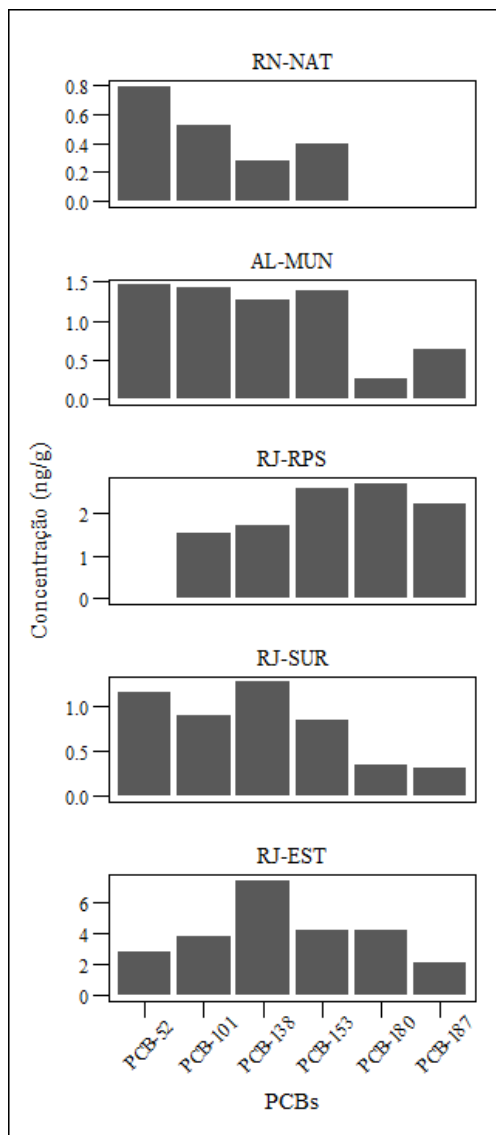 RN-NAT
0.8
0.6
0.4
0.2
0.0
AL-MUN
1.5
1.0
0.5
0.0
Concentração (ng/g)
RJ-RPS
2
1
0
RJ-SUR
1.0
0.5
0.0
RJ-EST
6
4
2
0
PCB-52 PCB-101 PCB-138 PCB-153 PCB-180 PCB-187
PCBs